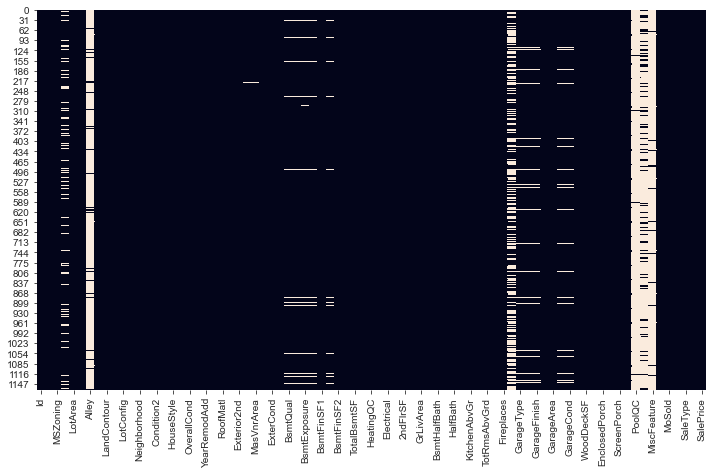 0
31
62
93
124
155
186
217
248
279
310
341
372
403
434
465
496
527
558
589
620
651
682
713
744
775
806
837
868
899
930
961
992
1023
1054
1085
1116
1147
Id
MSZoning
LotArea
Alley
LandContour
LotConfig
Neighborhood
Condition2
HouseStyle
OverallCond
YearRemodAdd
RoofMatl
Exterior2nd
MasVnrArea
ExterCond
BsmtQual
BsmtExposure
BsmtFinSF1
BsmtFinSF2
TotalBsmtSF
HeatingQC
Electrical
2ndFlrSF
GrLivArea
BsmtHalfBath
HalfBath
KitchenAbvGr
TotRmsAbvGrd
Fireplaces
GarageType
GarageFinish
GarageArea
GarageCond
WoodDeckSF
EnclosedPorch
ScreenPorch
PoolQC
MiscFeature
MoSold
SaleType
SalePrice